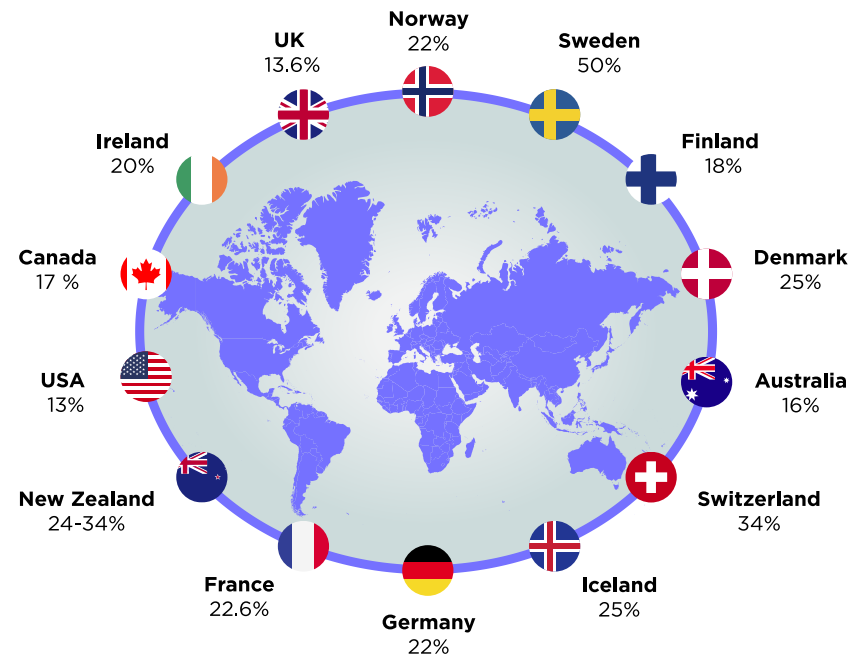 Norway
22%
Sweden
50%
Finland
18%
Denmark
25%
Australia
16%
Switzerland
34%
Iceland
25%
Germany
22%
France
22.6%
New Zealand
24-34%
USA
13%
Canada
17 %
Ireland
20%
UK
13.6%